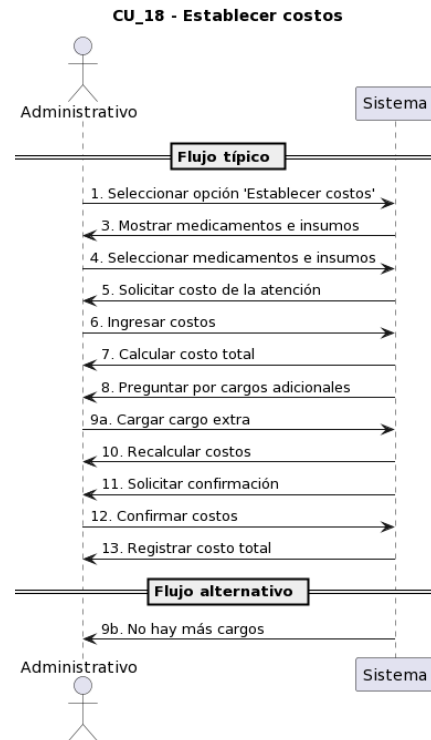 CU_18 - Establecer costos
Administrativo
Sistema
Flujo típico
1. Seleccionar opción 'Establecer costos'
3. Mostrar medicamentos e insumos
4. Seleccionar medicamentos e insumos
5. Solicitar costo de la atención
6. Ingresar costos
7. Calcular costo total
8. Preguntar por cargos adicionales
9a. Cargar cargo extra
10. Recalcular costos
11. Solicitar confirmación
12. Confirmar costos
13. Registrar costo total
Flujo alternativo
9b. No hay más cargos
Administrativo
Sistema